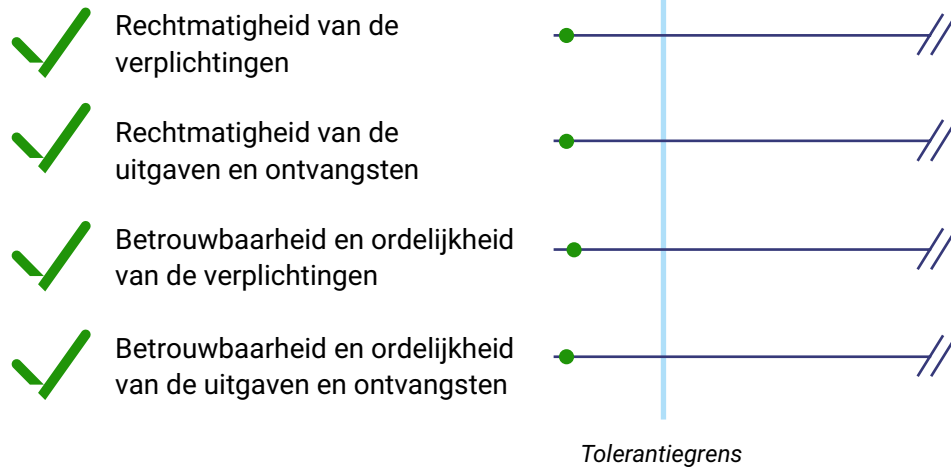 Rechtmatigheid van de
verplichtingen
Rechtmatigheid van de
uitgaven en ontvangsten
Betrouwbaarheid en ordelijkheid
van de verplichtingen
Betrouwbaarheid en ordelijkheid
van de uitgaven en ontvangsten
Tolerantiegrens